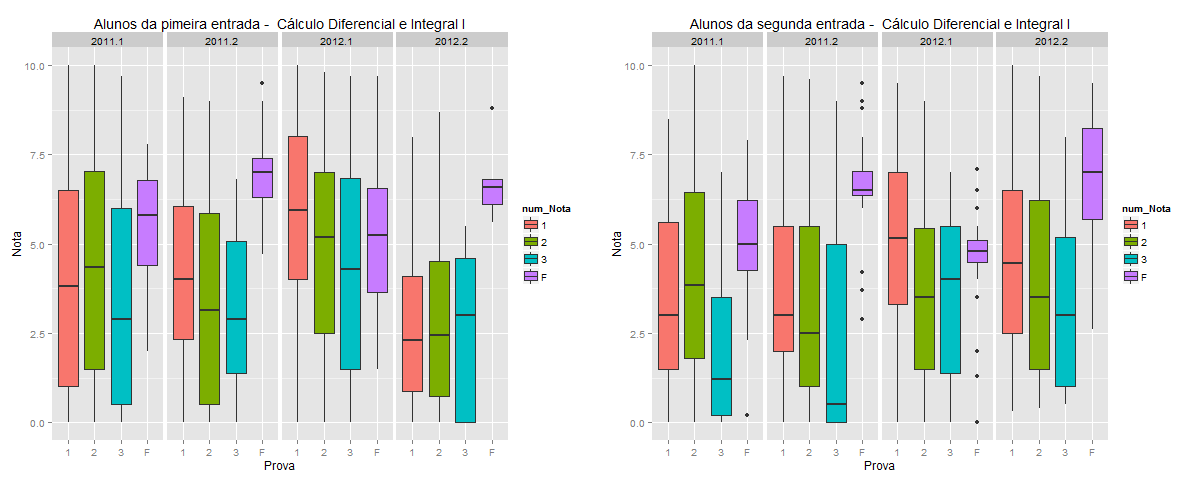 Alunos da pimeira entrada - Cálculo Diferencial e Integral I
2011.1 2011.2 2012.1 2012.2
10.0
7.5
5.0
2.5
0.0
Nota
1 2 3 F 1 2 3 F 1 2 3 F 1 2 3 F
Prova
num_Nota
1
2
3
F
Alunos da segunda entrada - Cálculo Diferencial e Integral I
2011.1 2011.2 2012.1 2012.2
10.0
7.5
5.0
2.5
0.0
Nota
1 2 3 F 1 2 3 F 1 2 3 F 1 2 3 F
Prova
num_Nota
1
2
3
F